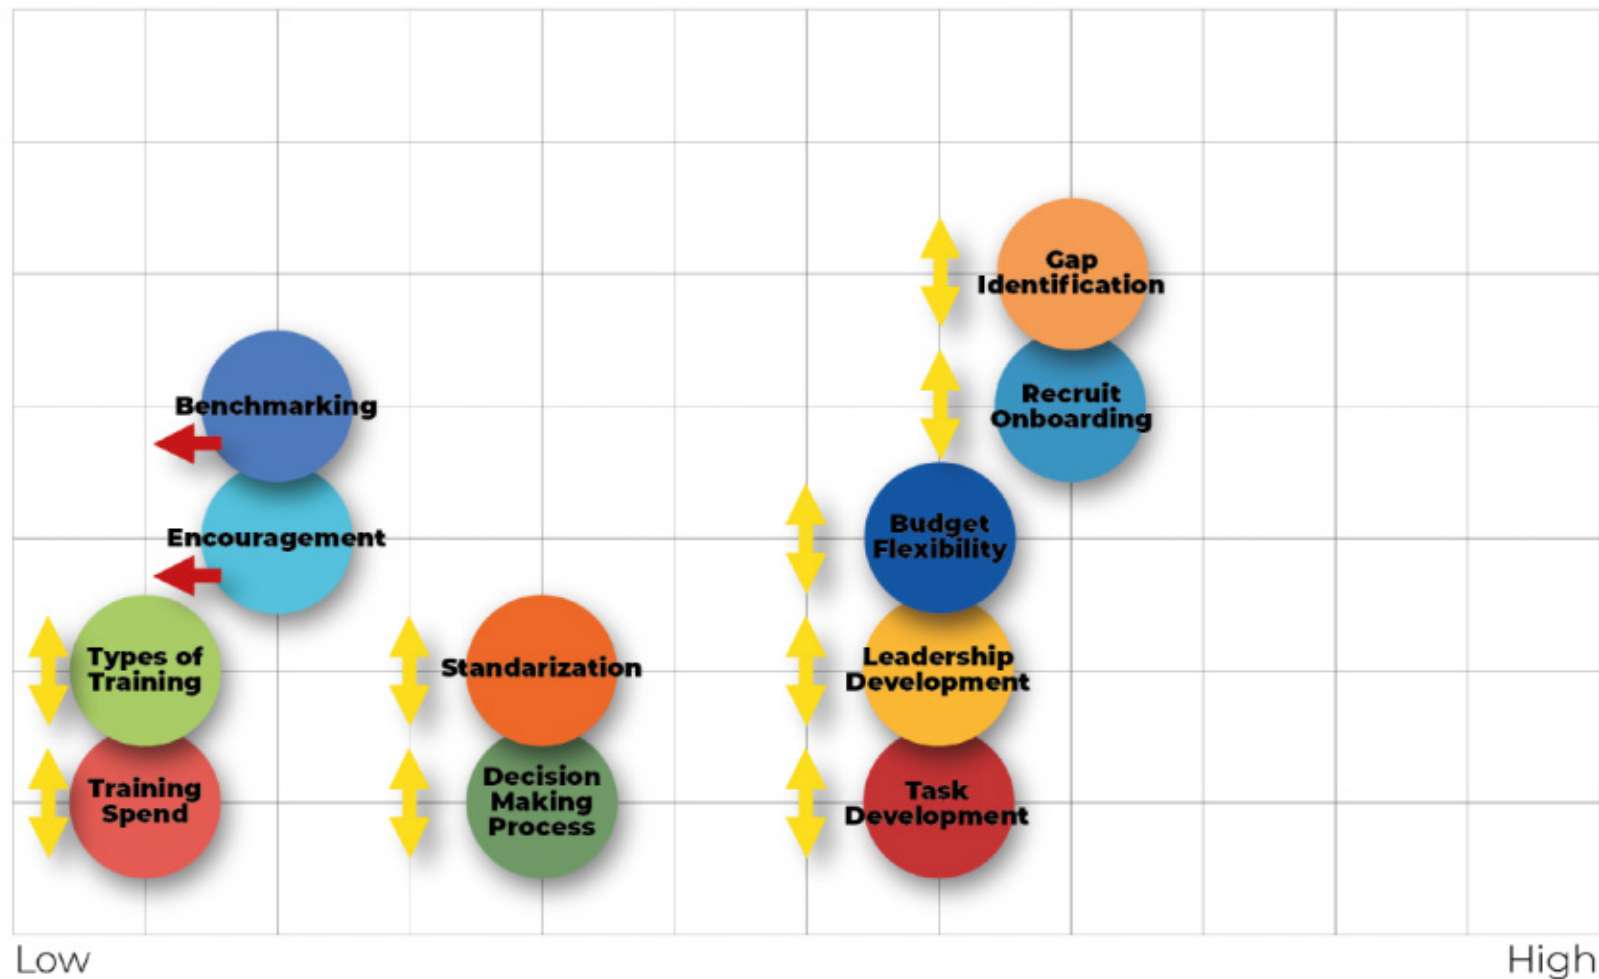 Gap
Identification
Benchmarking
Recruit
Onboarding
Encouragement
Budget
Flexibility
Types of
Training
Standarization
Leadership
Development
Training
Spend
Decision
Making
Process
Task
Development
Low
High